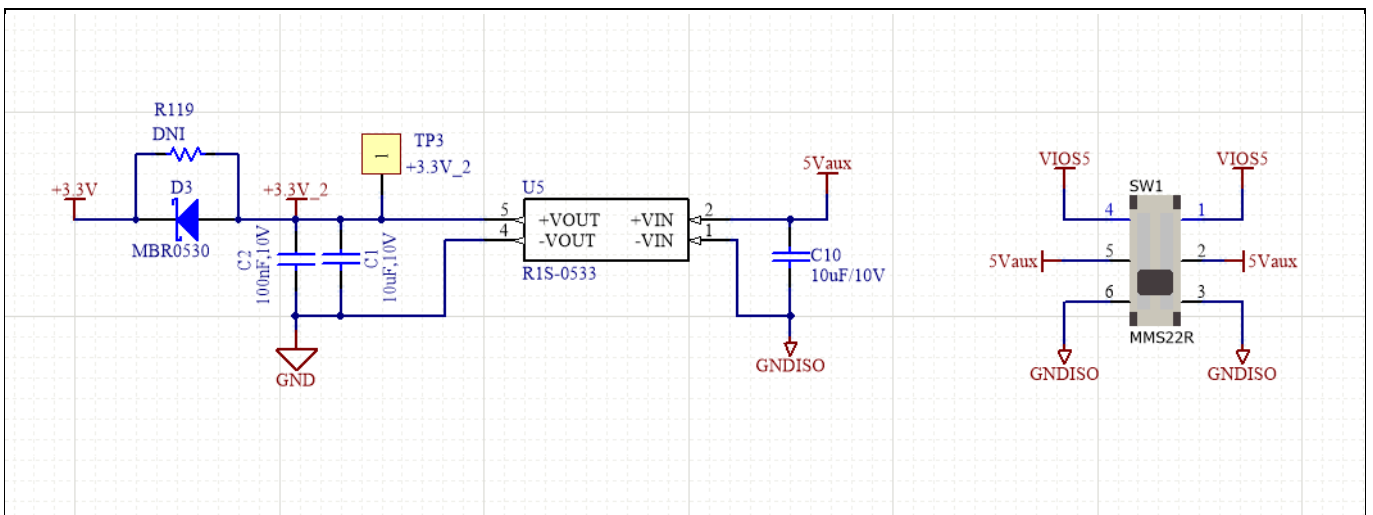 R119
DNI
TP3
1
+3.3V_2
5Vaux
VIOS5
VIOS5
+3.3V
D3
+3.3V_2
U5
SW1
MBR0530
C2
100nF,10V
C1
10uF,10V
5
+VOUT
+VIN
2
4
-VOUT
-VIN
1
R1S-0533
C10
10uF/10V
4
1
5Vaux
5
2
5Vaux
6
3
MMS22R
GND
GNDISO
GNDISO
GNDISO